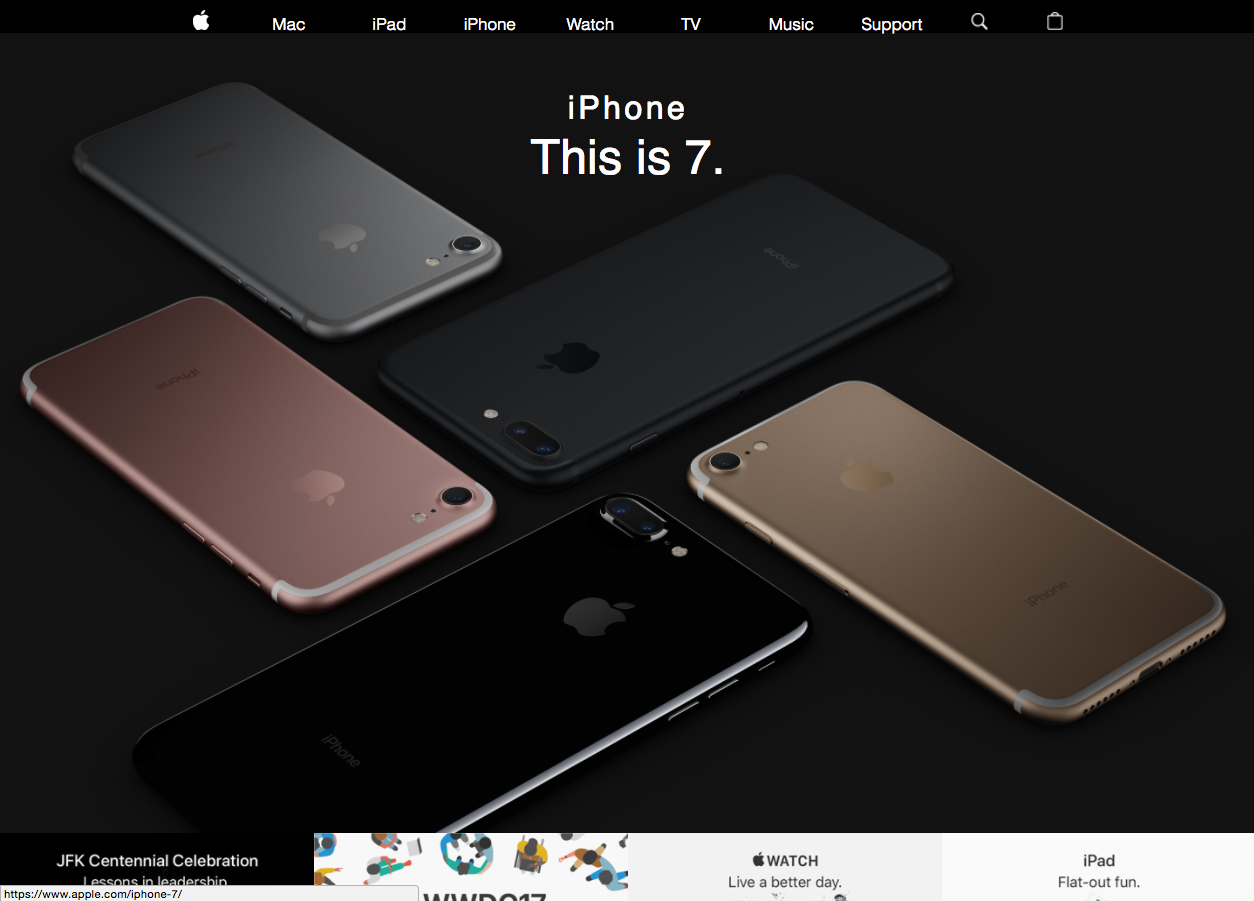 Mac iPad iPhone Watch TV Music Support
iPhone
This is 7.
iPhone
iPhone
iPhone
iPhone
iPhone
JFK Centennial Celebration
Lessons in leadership
WWDC17
WATCH
Live a better day.
iPad
Flat-out fun.
https://www.apple.com/iphone-7/